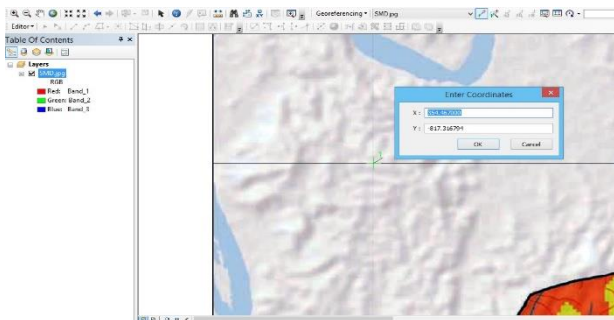 Georeferencing ▾ SMD.jpg
Editor ▾
Table Of Contents
Layers
SMD.jpg
RGB
Red: Band_1
Green: Band_2
Blue: Band_3
Enter Coordinates
X :
Y : -817.316794
OK Cancel